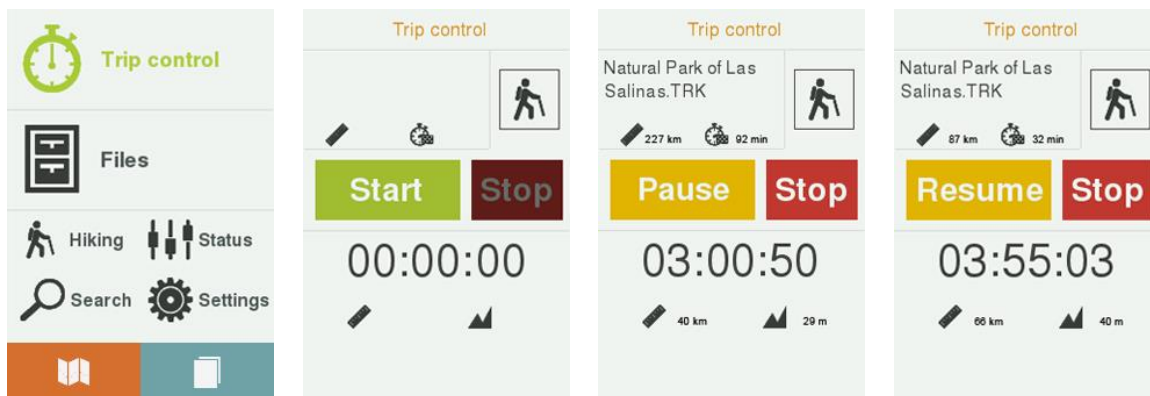 Trip control
Files
Hiking
Status
Search
Settings
Trip control
Start
Stop
00:00:00
Trip control
Natural Park of Las
Salinas.TRK
227 km
92 min
Pause
Stop
03:00:50
40 km
29 m
Trip control
Natural Park of Las
Salinas.TRK
87 km
32 min
Resume
Stop
03:55:03
66 km
40 m